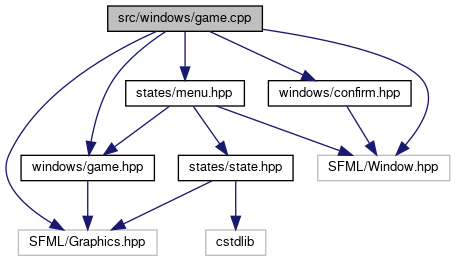 src/windows/game.cpp
states/menu.hpp
windows/confirm.hpp
windows/game.hpp
states/state.hpp
SFML/Window.hpp
SFML/Graphics.hpp
cstdlib